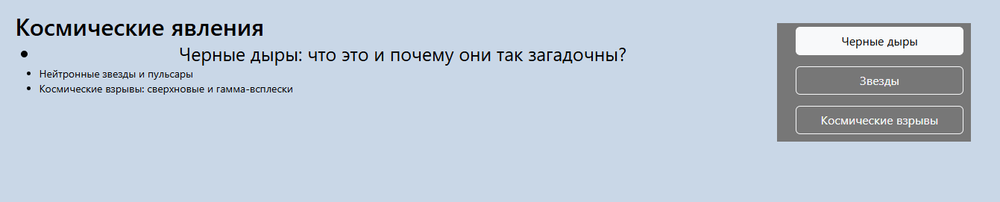 Космические явления
Черные дыры: что это и почему они так загадочны?
Нейтронные звезды и пульсары
Космические взрывы: сверхновые и гамма-всплески
Черные дыры
Звезды
Космические взрывы